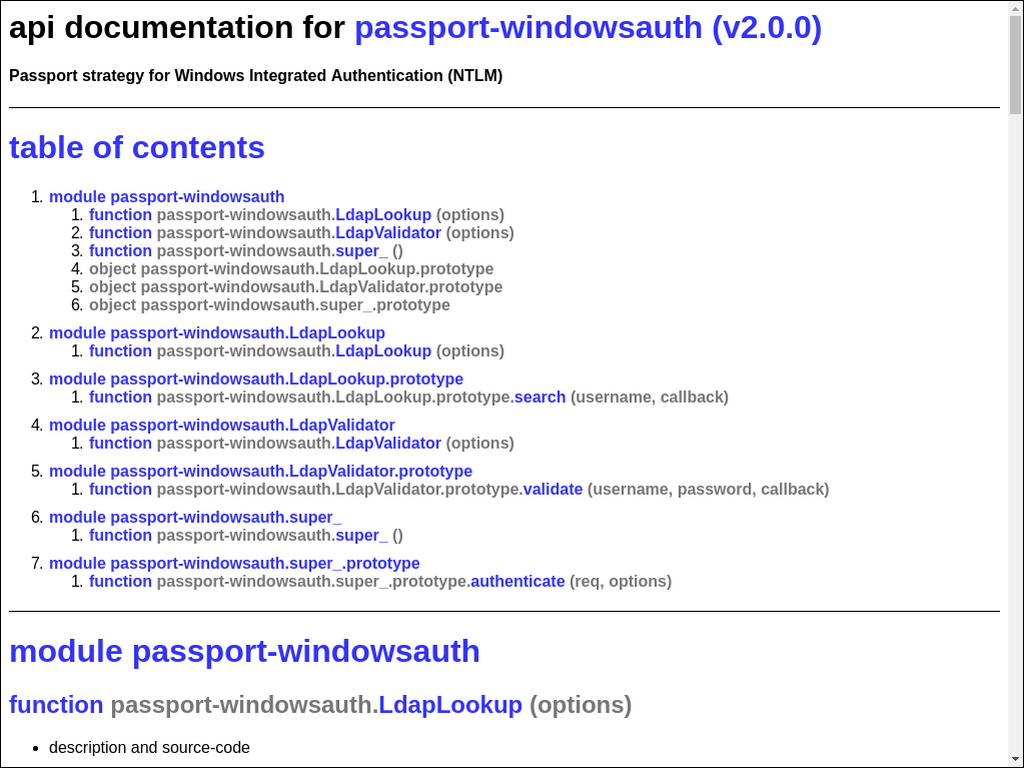 api documentation for passport-windowsauth (v2.0.0)
Passport strategy for Windows Integrated Authentication (NTLM)
table of contents
1. module passport-windowsauth
1. function passport-windowsauth.LdapLookup (options)
2. function passport-windowsauth.LdapValidator (options)
3. function passport-windowsauth.super_ ()
4. object passport-windowsauth.LdapLookup.prototype
5. object passport-windowsauth.LdapValidator.prototype
6. object passport-windowsauth.super_.prototype
2. module passport-windowsauth.LdapLookup
1. function passport-windowsauth.LdapLookup (options)
3. module passport-windowsauth.LdapLookup.prototype
1. function passport-windowsauth.LdapLookup.prototype.search (username, callback)
4. module passport-windowsauth.LdapValidator
1. function passport-windowsauth.LdapValidator (options)
5. module passport-windowsauth.LdapValidator.prototype
1. function passport-windowsauth.LdapValidator.prototype.validate (username, password, callback)
6. module passport-windowsauth.super_
1. function passport-windowsauth.super_ ()
7. module passport-windowsauth.super_.prototype
1. function passport-windowsauth.super_.prototype.authenticate (req, options)
module passport-windowsauth
function passport-windowsauth.LdapLookup (options)
• description and source-code